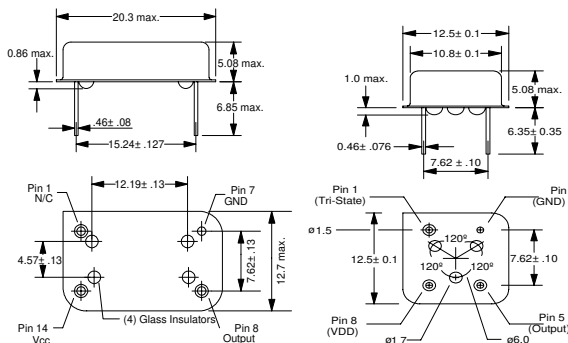 20.3 max.
0.86 max.
5.08 max.
6.85 max.
.46± .08
15.24± .127
12.5± 0.1
10.8± 0.1
1.0 max.
5.08 max.
6.35± 0.35
0.46± .076
7.62 ± .10
Pin 1
N/C
12.19± .13
Pin 7
GND
4.57± .13
7.62± .13
12.7 max.
Pin 14
Vcc
(4) Glass Insulators
Pin 8
Output
Pin 1
(Tri-State)
Pin
(GND)
ø1.5
120º
120º
120º
12.5± 0.1
7.62± .10
Pin 8
(VDD)
ø1.7
ø6.0
Pin 5
(Output)